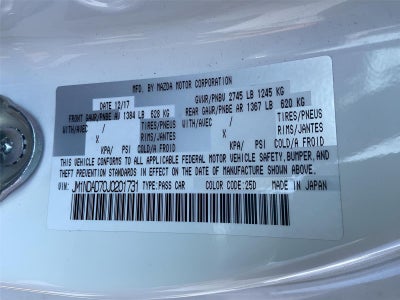 MFD. BY MAZDA MOTOR CORPORATION
DATE 12/17 GVWR/PNBV 2745 LB 1245 KG
FRONT GAWR/PNBE AV 1384 LB 628 KG REAR GAWR/PNBE AR 1367 LB 620 KG
WITH/AVEC / TIRES/PNEUS WITH/AVEC / TIRES/PNEUS
X RIMS/JANTES X RIMS/JANTES
KPA/ PSI COLD/A FROID KPA/ PSI COLD/A FROID
THIS VEHICLE CONFORMS TO ALL APPLICABLE FEDERAL MOTOR VEHICLE SAFETY, BUMPER, AND
THEFT PREVENTION STANDARDS IN EFFECT ON THE DATE OF MANUFACTURE SHOWN ABOVE.
VIN: JM1NDAD70J0201731 TYPE:PASS CAR COLOR CODE:25D MADE IN JAPAN